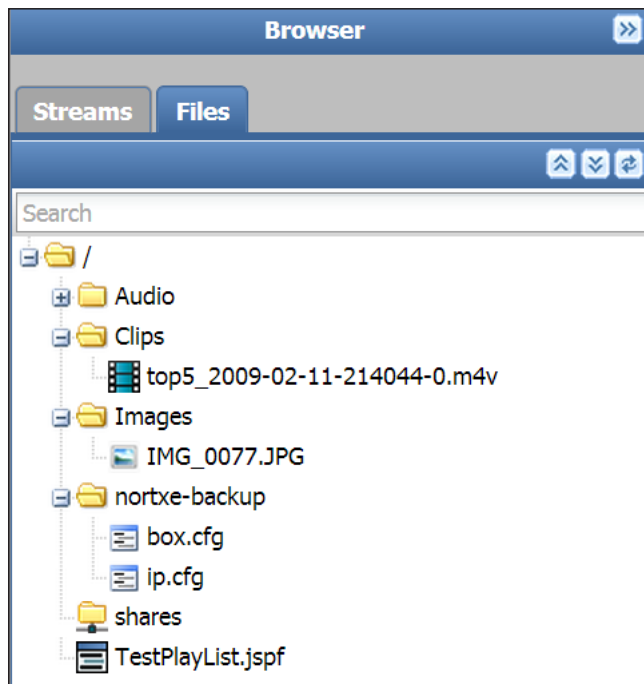 Browser
Streams Files
Search
/
Audio
Clips
top5_2009-02-11-214044-0.m4v
Images
IMG_0077.JPG
nortxe-backup
box.cfg
ip.cfg
shares
TestPlayList.jspf